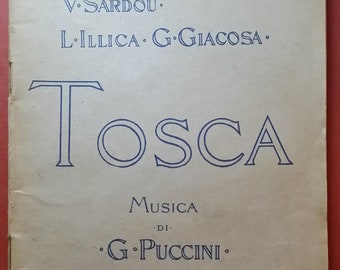 V · SARDOU ·
L · ILLICA · G · GIACOSA ·
TOSCA
MUSICA
· DI ·
· G · PUCCINI ·